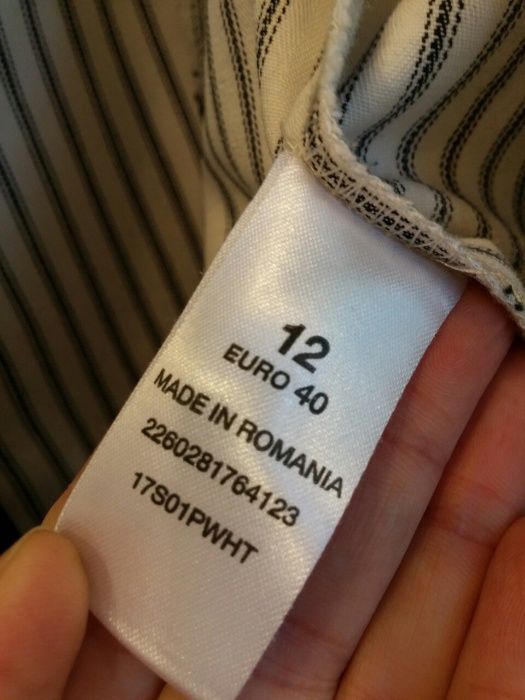 12
EURO 40
MADE IN ROMANIA
2260281764123
17S01PWHT